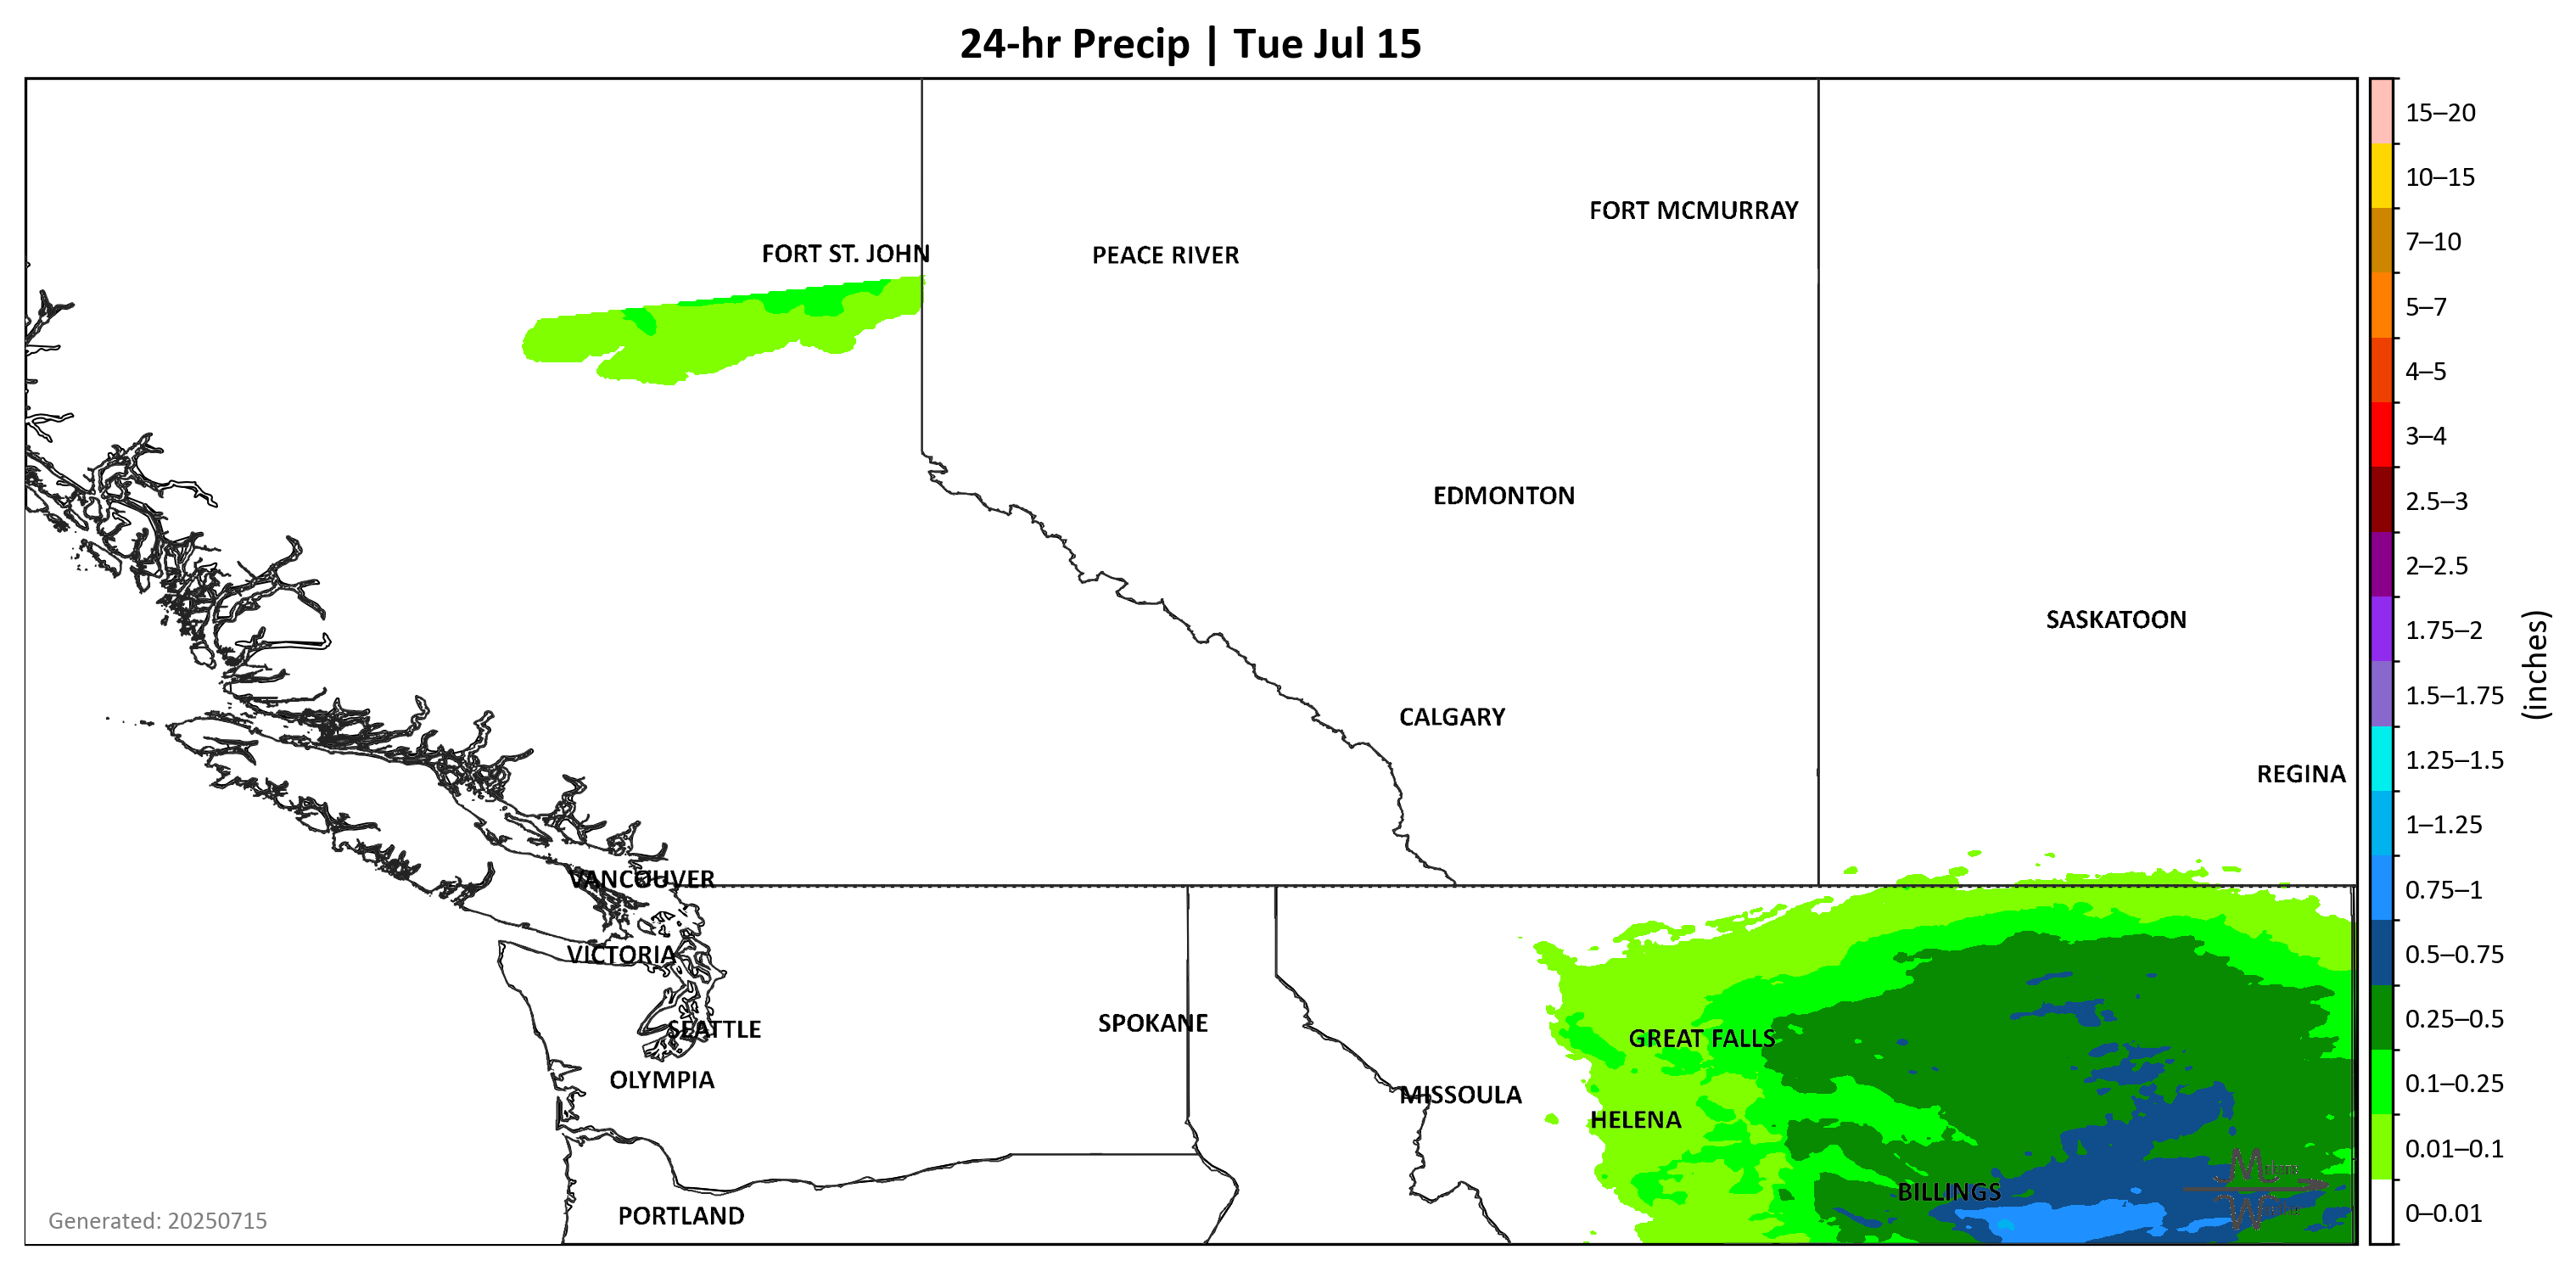 24-hr Precip | Tue Jul 15
FORT MCMURRAY
FORT ST. JOHN
PEACE RIVER
EDMONTON
SASKATOON
CALGARY
REGINA
VANCOUVER
VICTORIA
SPOKANE
SEATTLE
GREAT FALLS
OLYMPIA
MISSOULA
HELENA
BILLINGS
PORTLAND
Generated: 20250715
15–20
10–15
7–10
5–7
4–5
3–4
2.5–3
2–2.5
1.75–2
1.5–1.75
1.25–1.5
1–1.25
0.75–1
0.5–0.75
0.25–0.5
0.1–0.25
0.01–0.1
0–0.01
(inches)